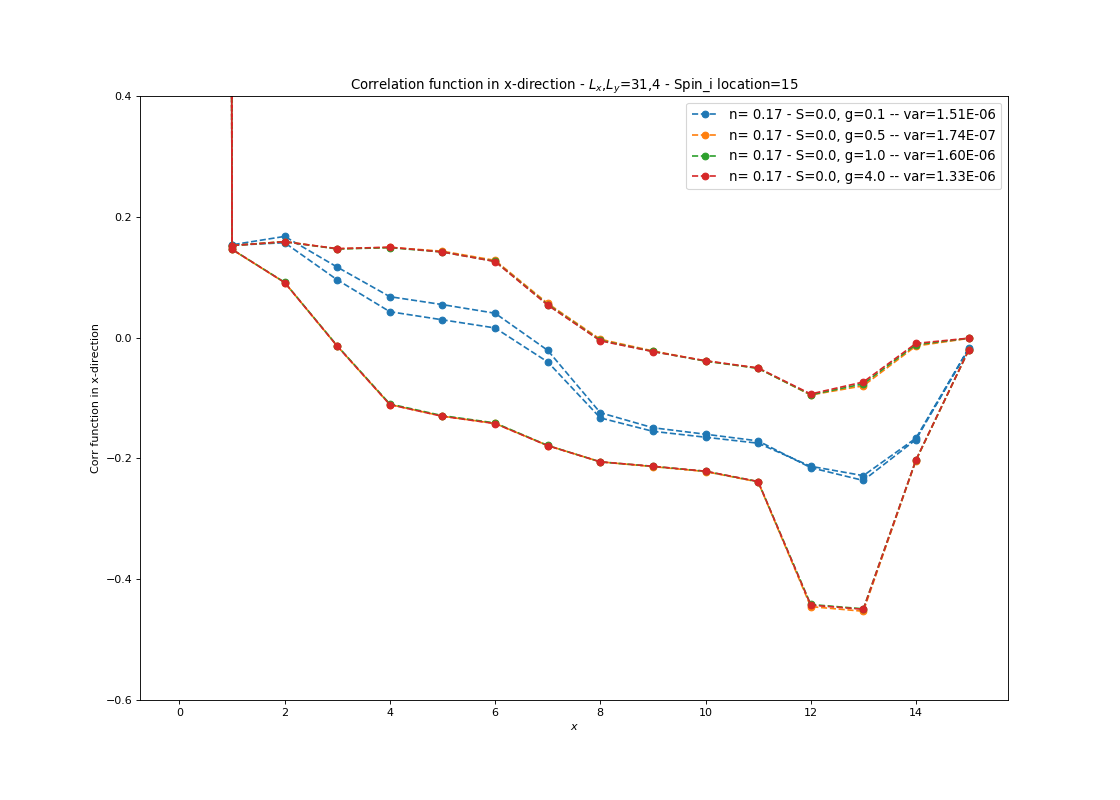 Correlation function in x-direction - Lx,Ly=31,4 - Spin_i location=15
n= 0.17 - S=0.0, g=0.1 -- var=1.51E-06
n= 0.17 - S=0.0, g=0.5 -- var=1.74E-07
n= 0.17 - S=0.0, g=1.0 -- var=1.60E-06
n= 0.17 - S=0.0, g=4.0 -- var=1.33E-06
Corr function in x-direction
0.4
0.2
0.0
−0.2
−0.4
−0.6
0 2 4 6 8 10 12 14
x